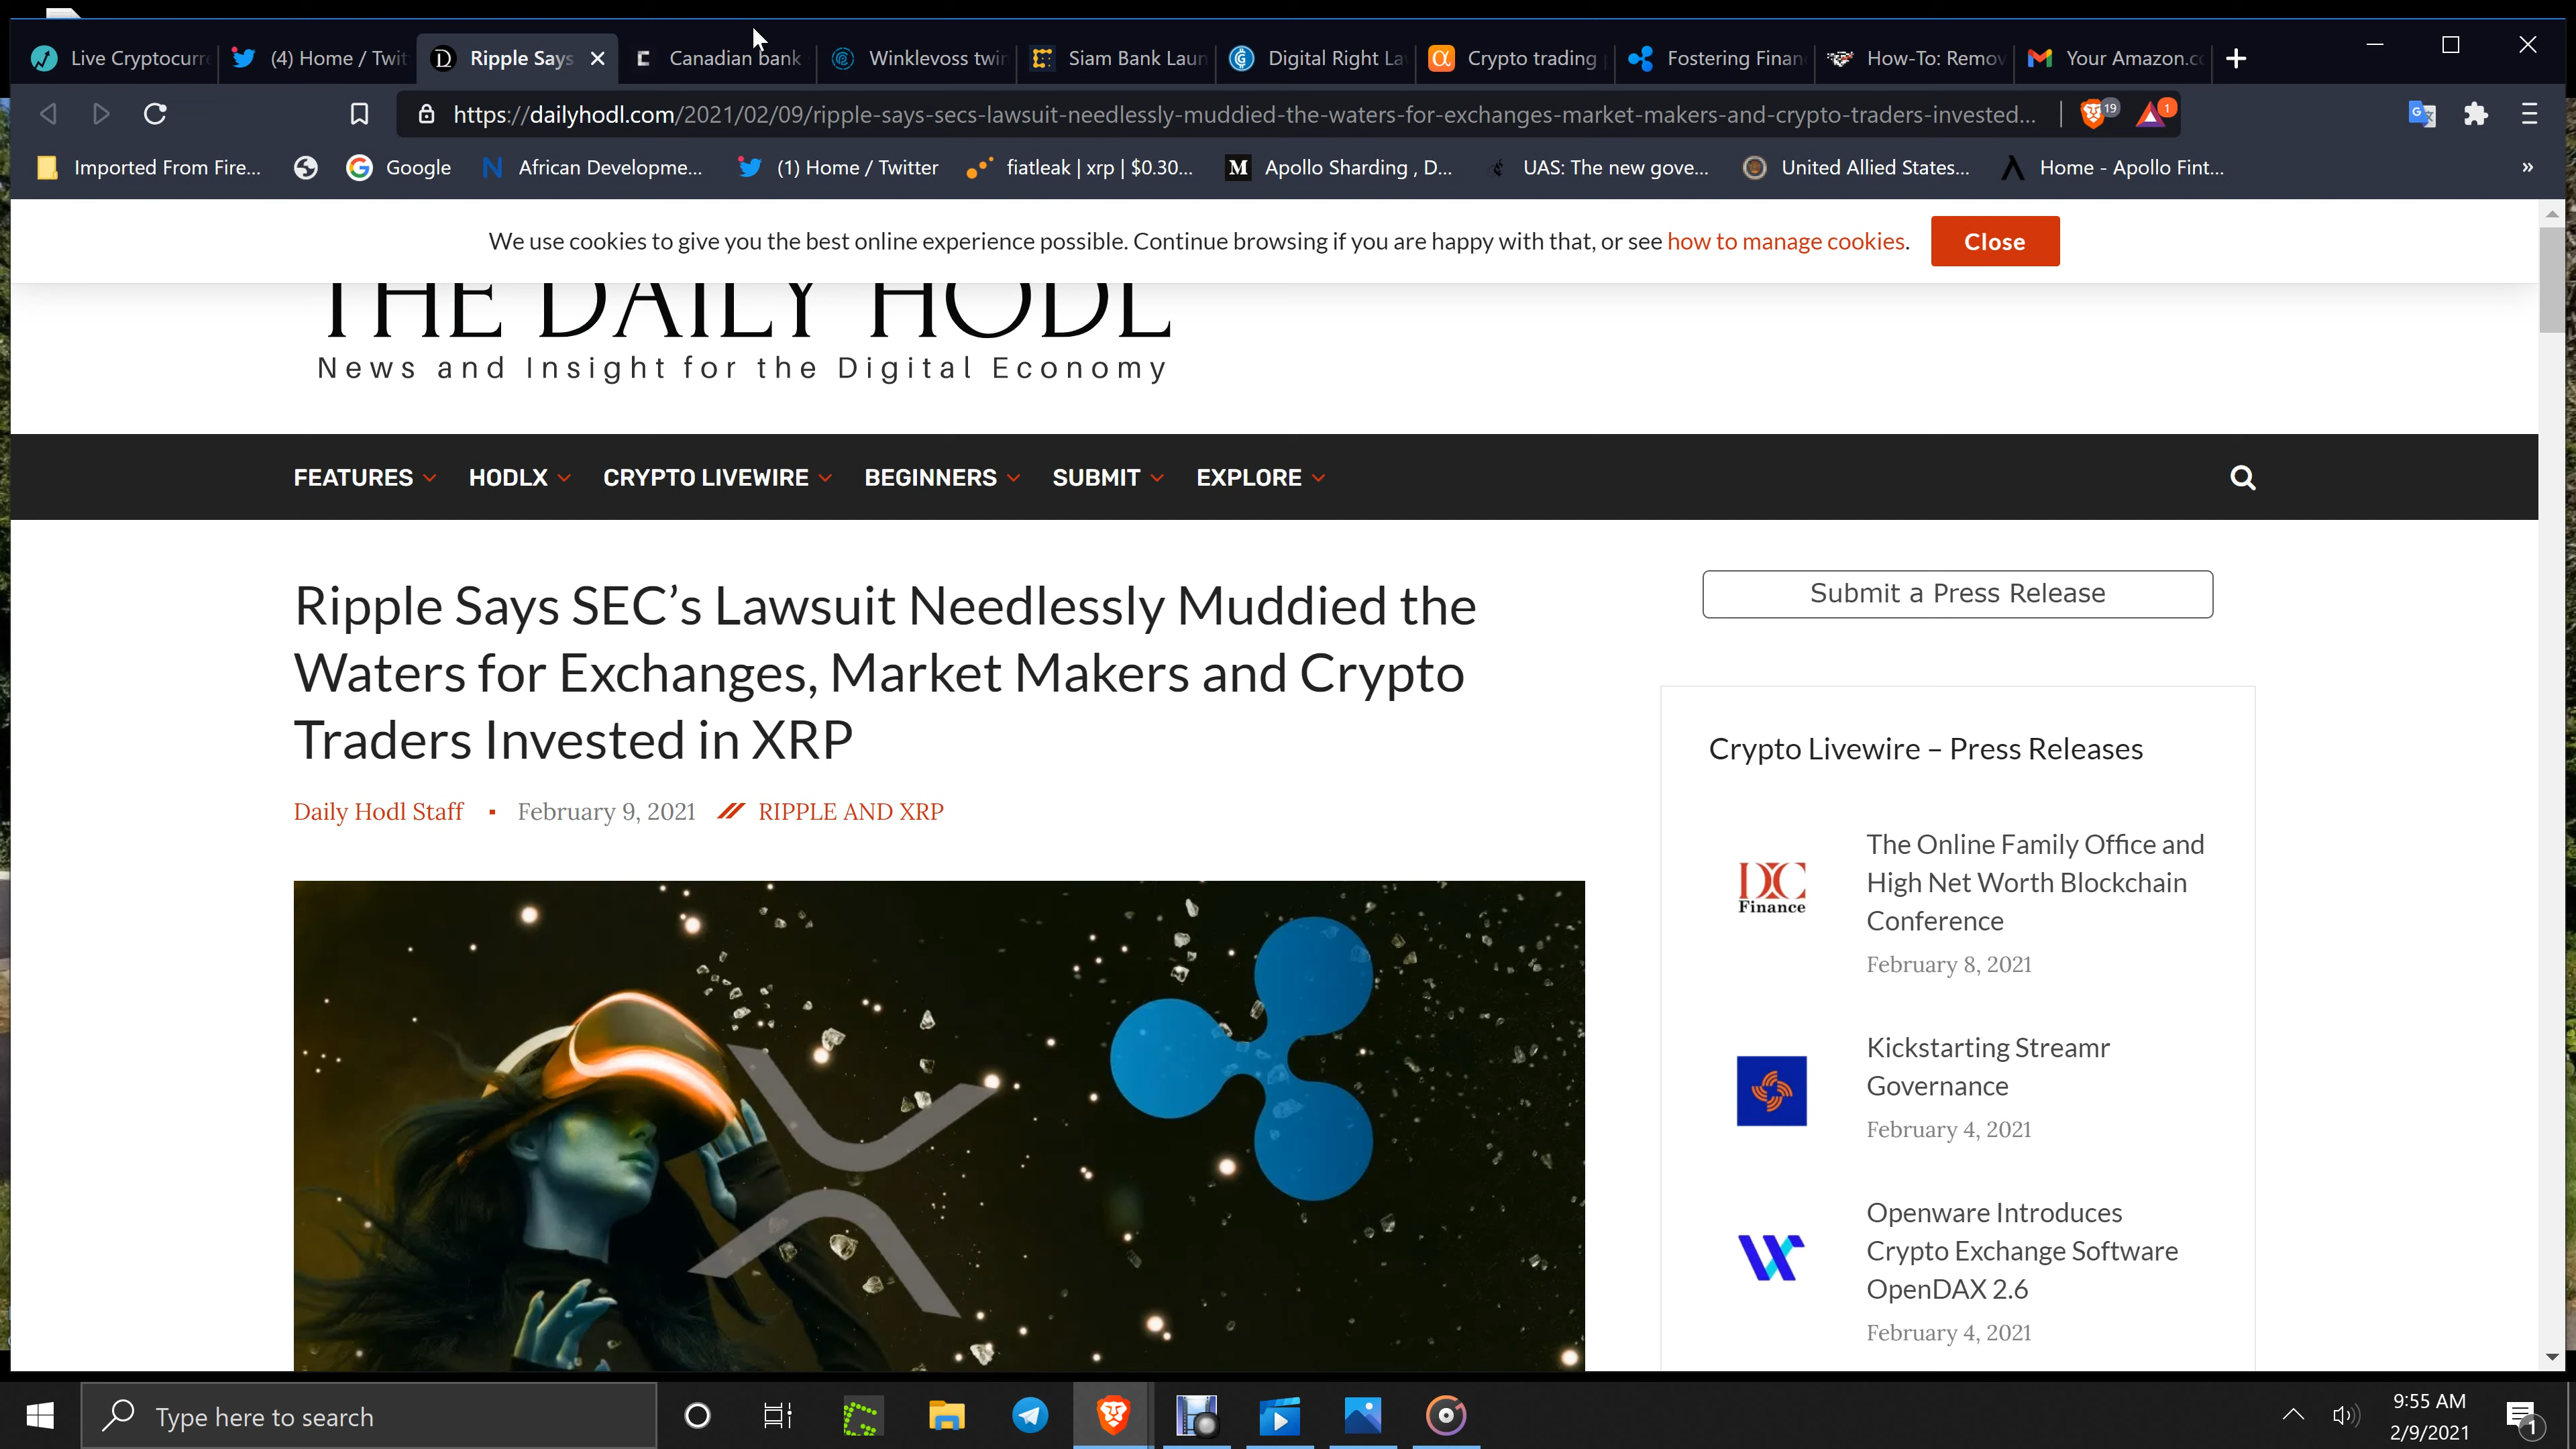 Live Cryptocurr
(4) Home / Twit
Ripple Says
Canadian bank
Winklevoss twin
Siam Bank Laun
Digital Right La
Crypto trading
Fostering Finan
How-To: Remov
Your Amazon.c
https://dailyhodl.com/2021/02/09/ripple-says-secs-lawsuit-needlessly-muddied-the-waters-for-exchanges-market-makers-and-crypto-traders-invested...
19
1
Imported From Fire...
Google
African Developme...
(1) Home / Twitter
fiatleak | xrp | $0.30...
Apollo Sharding , D...
UAS: The new gove...
United Allied States...
Home - Apollo Fint...
»
We use cookies to give you the best online experience possible. Continue browsing if you are happy with that, or see how to manage cookies.
Close
THE DAILY HODL
News and Insight for the Digital Economy
FEATURES HODLX CRYPTO LIVEWIRE BEGINNERS SUBMIT EXPLORE
Ripple Says SEC’s Lawsuit Needlessly Muddied the
Waters for Exchanges, Market Makers and Crypto
Traders Invested in XRP
Daily Hodl Staff ▪ February 9, 2021 RIPPLE AND XRP
Submit a Press Release
Crypto Livewire – Press Releases
DC
Finance
The Online Family Office and
High Net Worth Blockchain
Conference
February 8, 2021
Kickstarting Streamr
Governance
February 4, 2021
Openware Introduces
Crypto Exchange Software
OpenDAX 2.6
February 4, 2021
Type here to search
9:55 AM
2/9/2021
1